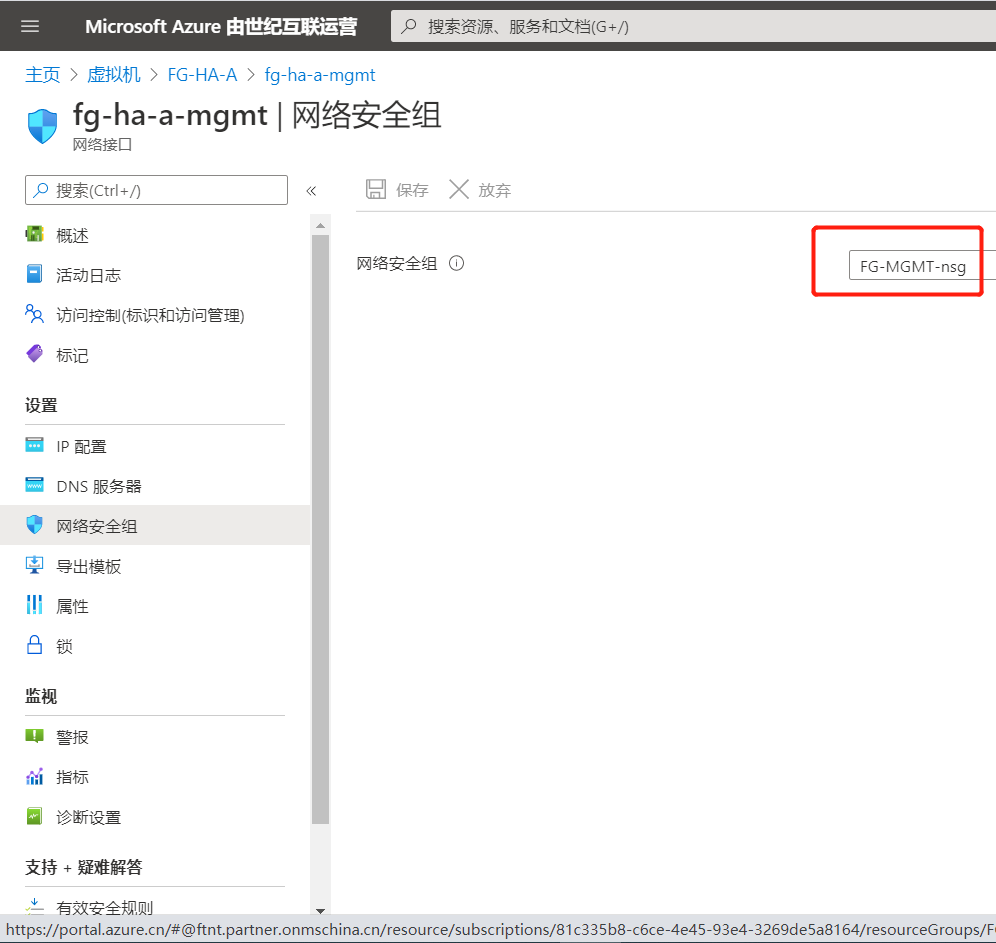 Microsoft Azure 由世纪互联运营
搜索资源、服务和文档(G+/)
主页 > 虚拟机 > FG-HA-A > fg-ha-a-mgmt
fg-ha-a-mgmt | 网络安全组
网络接口
搜索(Ctrl+/)
«
保存
放弃
概述
活动日志
访问控制(标识和访问管理)
标记
设置
IP 配置
DNS 服务器
网络安全组
导出模板
属性
锁
监视
警报
指标
诊断设置
支持 + 疑难解答
有效安全规则
网络安全组
FG-MGMT-nsg
https://portal.azure.cn/#@ftnt.partner.onmschina.cn/resource/subscriptions/81c335b8-c6ce-4e45-93e4-3269de5a8164/resourceGroups/F